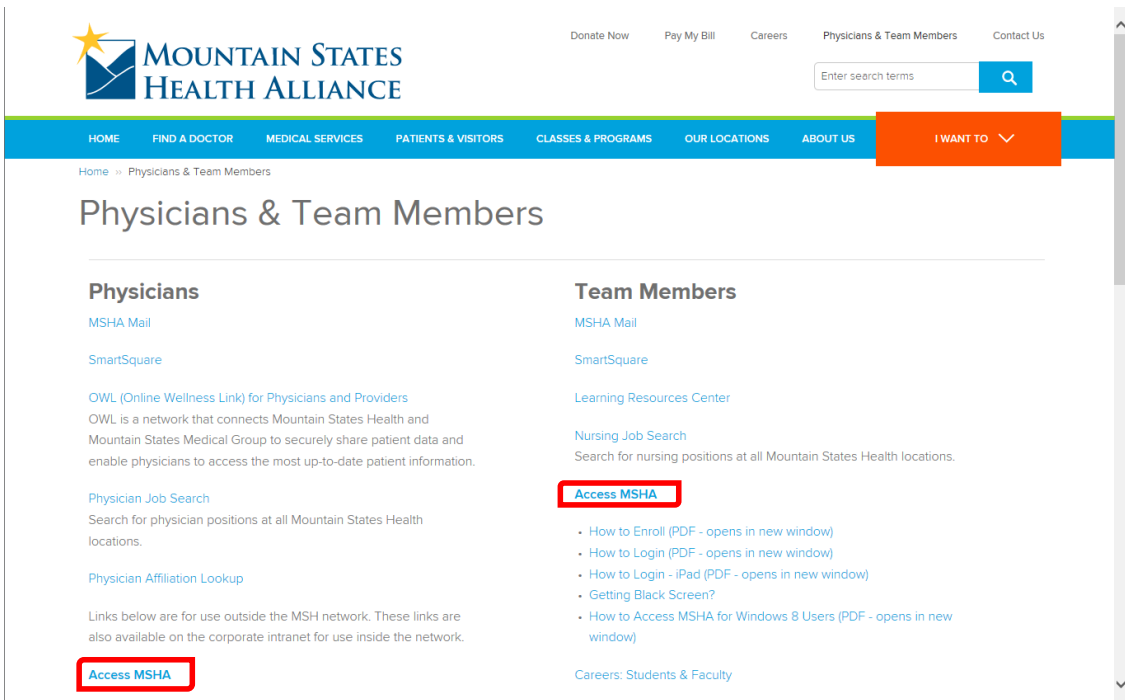 MOUNTAIN STATES
HEALTH ALLIANCE
Donate Now Pay My Bill Careers Physicians & Team Members Contact Us
Enter search terms
HOME FIND A DOCTOR MEDICAL SERVICES PATIENTS & VISITORS CLASSES & PROGRAMS OUR LOCATIONS ABOUT US I WANT TO
Home » Physicians & Team Members
Physicians & Team Members
Physicians
MSHA Mail
SmartSquare
OWL (Online Wellness Link) for Physicians and Providers
OWL is a network that connects Mountain States Health and
Mountain States Medical Group to securely share patient data and
enable physicians to access the most up-to-date patient information.
Physician Job Search
Search for physician positions at all Mountain States Health
locations.
Physician Affiliation Lookup
Links below are for use outside the MSH network. These links are
also available on the corporate intranet for use inside the network.
Access MSHA
Team Members
MSHA Mail
SmartSquare
Learning Resources Center
Nursing Job Search
Search for nursing positions at all Mountain States Health locations.
Access MSHA
• How to Enroll (PDF - opens in new window)
• How to Login (PDF - opens in new window)
• How to Login - iPad (PDF - opens in new window)
• Getting Black Screen?
• How to Access MSHA for Windows 8 Users (PDF - opens in new
window)
Careers: Students & Faculty